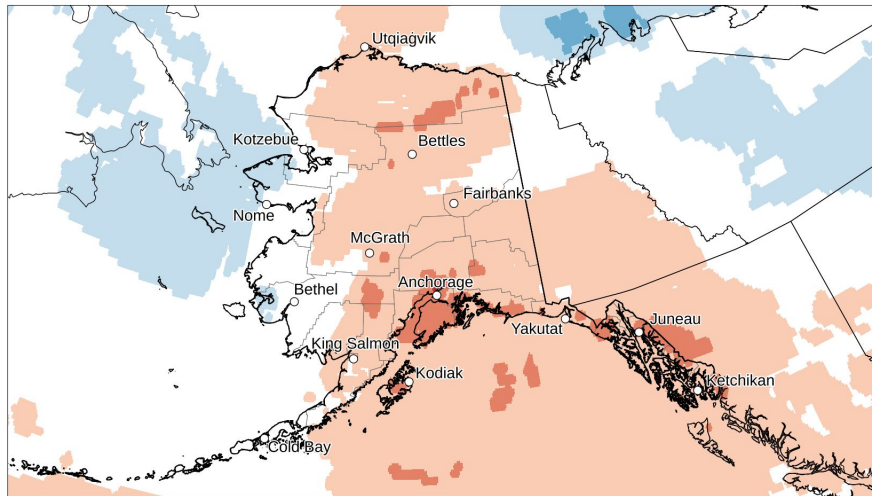 Utqiaġvik
Kotzebue
Bettles
Fairbanks
Nome
McGrath
Anchorage
Bethel
Yakutat
Juneau
King Salmon
Kodiak
Ketchikan
Cold Bay